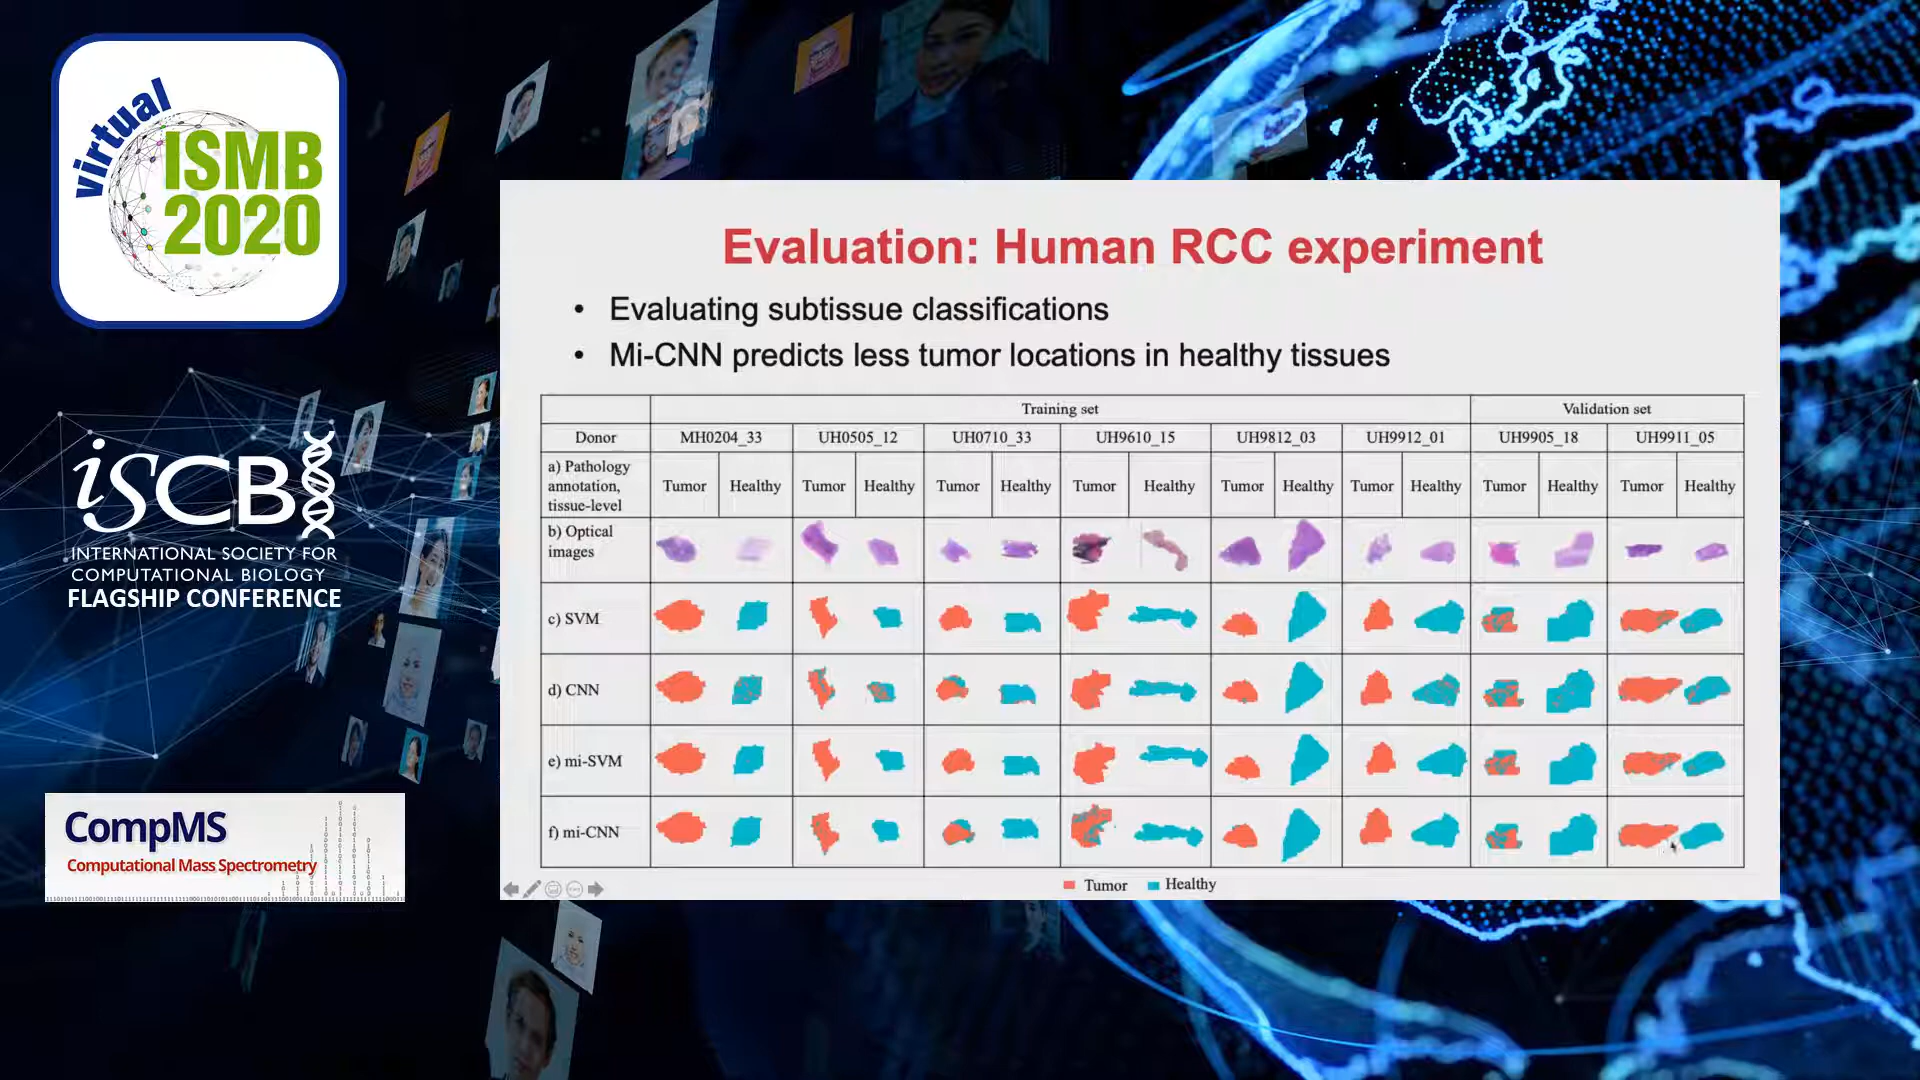 virtual
ISMB
2020
iSCB
INTERNATIONAL SOCIETY FOR
COMPUTATIONAL BIOLOGY
FLAGSHIP CONFERENCE
CompMS
Computational Mass Spectrometry
Evaluation: Human RCC experiment
• Evaluating subtissue classifications
• Mi-CNN predicts less tumor locations in healthy tissues
Training set Validation set
Donor MH0204_33 UH0505_12 UH0710_33 UH9610_15 UH9812_03 UH9912_01 UH9905_18 UH9911_05
a) Pathology
annotation,
tissue-level
Tumor Healthy Tumor Healthy Tumor Healthy Tumor Healthy Tumor Healthy Tumor Healthy Tumor Healthy Tumor Healthy
b) Optical
images
c) SVM
d) CNN
e) mi-SVM
f) mi-CNN
Tumor Healthy